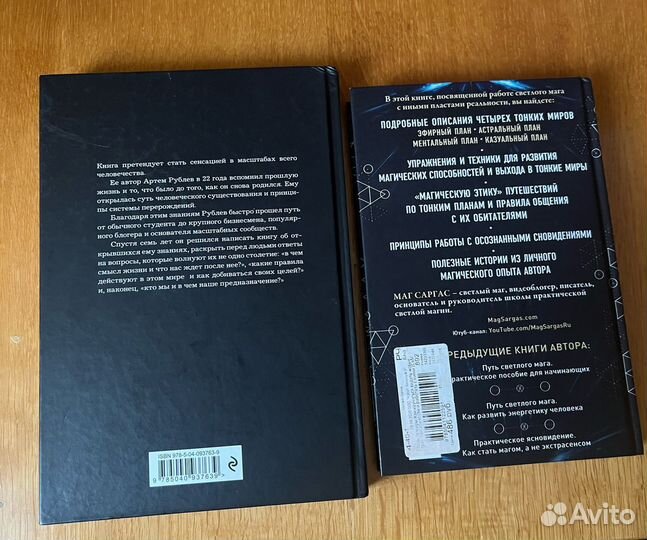 Книга претендует стать сенсацией в масштабах всего
человечества.
Ее автор Артем Рублев в 22 года вспомнил прошлую
жизнь и то, что было до того, как он снова родился. Ему
открылась суть человеческого существования и принци-
пы системы перерождений.
Благодаря этим знаниям Рублев быстро прошел путь
от обычного студента до крупного бизнесмена, популяр-
ного блогера и основателя масштабных сообществ.
Спустя семь лет он решился написать книгу об от-
крывшихся ему знаниях, раскрыть перед людьми ответы
на вопросы, которые волнуют их не одно столетие: «в чем
смысл жизни и что нас ждет после нее?», «какие правила
действуют в этом мире и как добиваться своих целей?»
и, наконец, «кто мы и в чем наше предназначение?»
ISBN 978-5-04-093763-9
9 785040 937639 >
В этой книге, посвященной работе светлого мага
с иными пластами реальности, вы найдете:
ПОДРОБНЫЕ ОПИСАНИЯ ЧЕТЫРЕХ ТОНКИХ МИРОВ
ЭФИРНЫЙ ПЛАН • АСТРАЛЬНЫЙ ПЛАН
МЕНТАЛЬНЫЙ ПЛАН • КАЗУАЛЬНЫЙ ПЛАН
УПРАЖНЕНИЯ И ТЕХНИКИ ДЛЯ РАЗВИТИЯ
МАГИЧЕСКИХ СПОСОБНОСТЕЙ И ВЫХОДА В ТОНКИЕ МИРЫ
«МАГИЧЕСКУЮ ЭТИКУ» ПУТЕШЕСТВИЙ
ПО ТОНКИМ ПЛАНАМ И ПРАВИЛА ОБЩЕНИЯ
С ИХ ОБИТАТЕЛЯМИ
ПРИНЦИПЫ РАБОТЫ С ОСОЗНАННЫМИ СНОВИДЕНИЯМИ
ПОЛЕЗНЫЕ ИСТОРИИ ИЗ ЛИЧНОГО
МАГИЧЕСКОГО ОПЫТА АВТОРА
МАГ САРГАС – светлый маг, видеоблогер, писатель,
основатель и руководитель школы практической
светлой магии.
MagSargas.com
Ютуб-канал: YouTube.com/MagSargasRu
РЕДЫДУЩИЕ КНИГИ АВТОРА:
Путь светлого мага.
рактическое пособие для начинающих
Путь светлого мага.
Как развить энергетику человека
Практическое ясновидение.
Как стать магом, а не экстрасенсом
486 руб
Avito